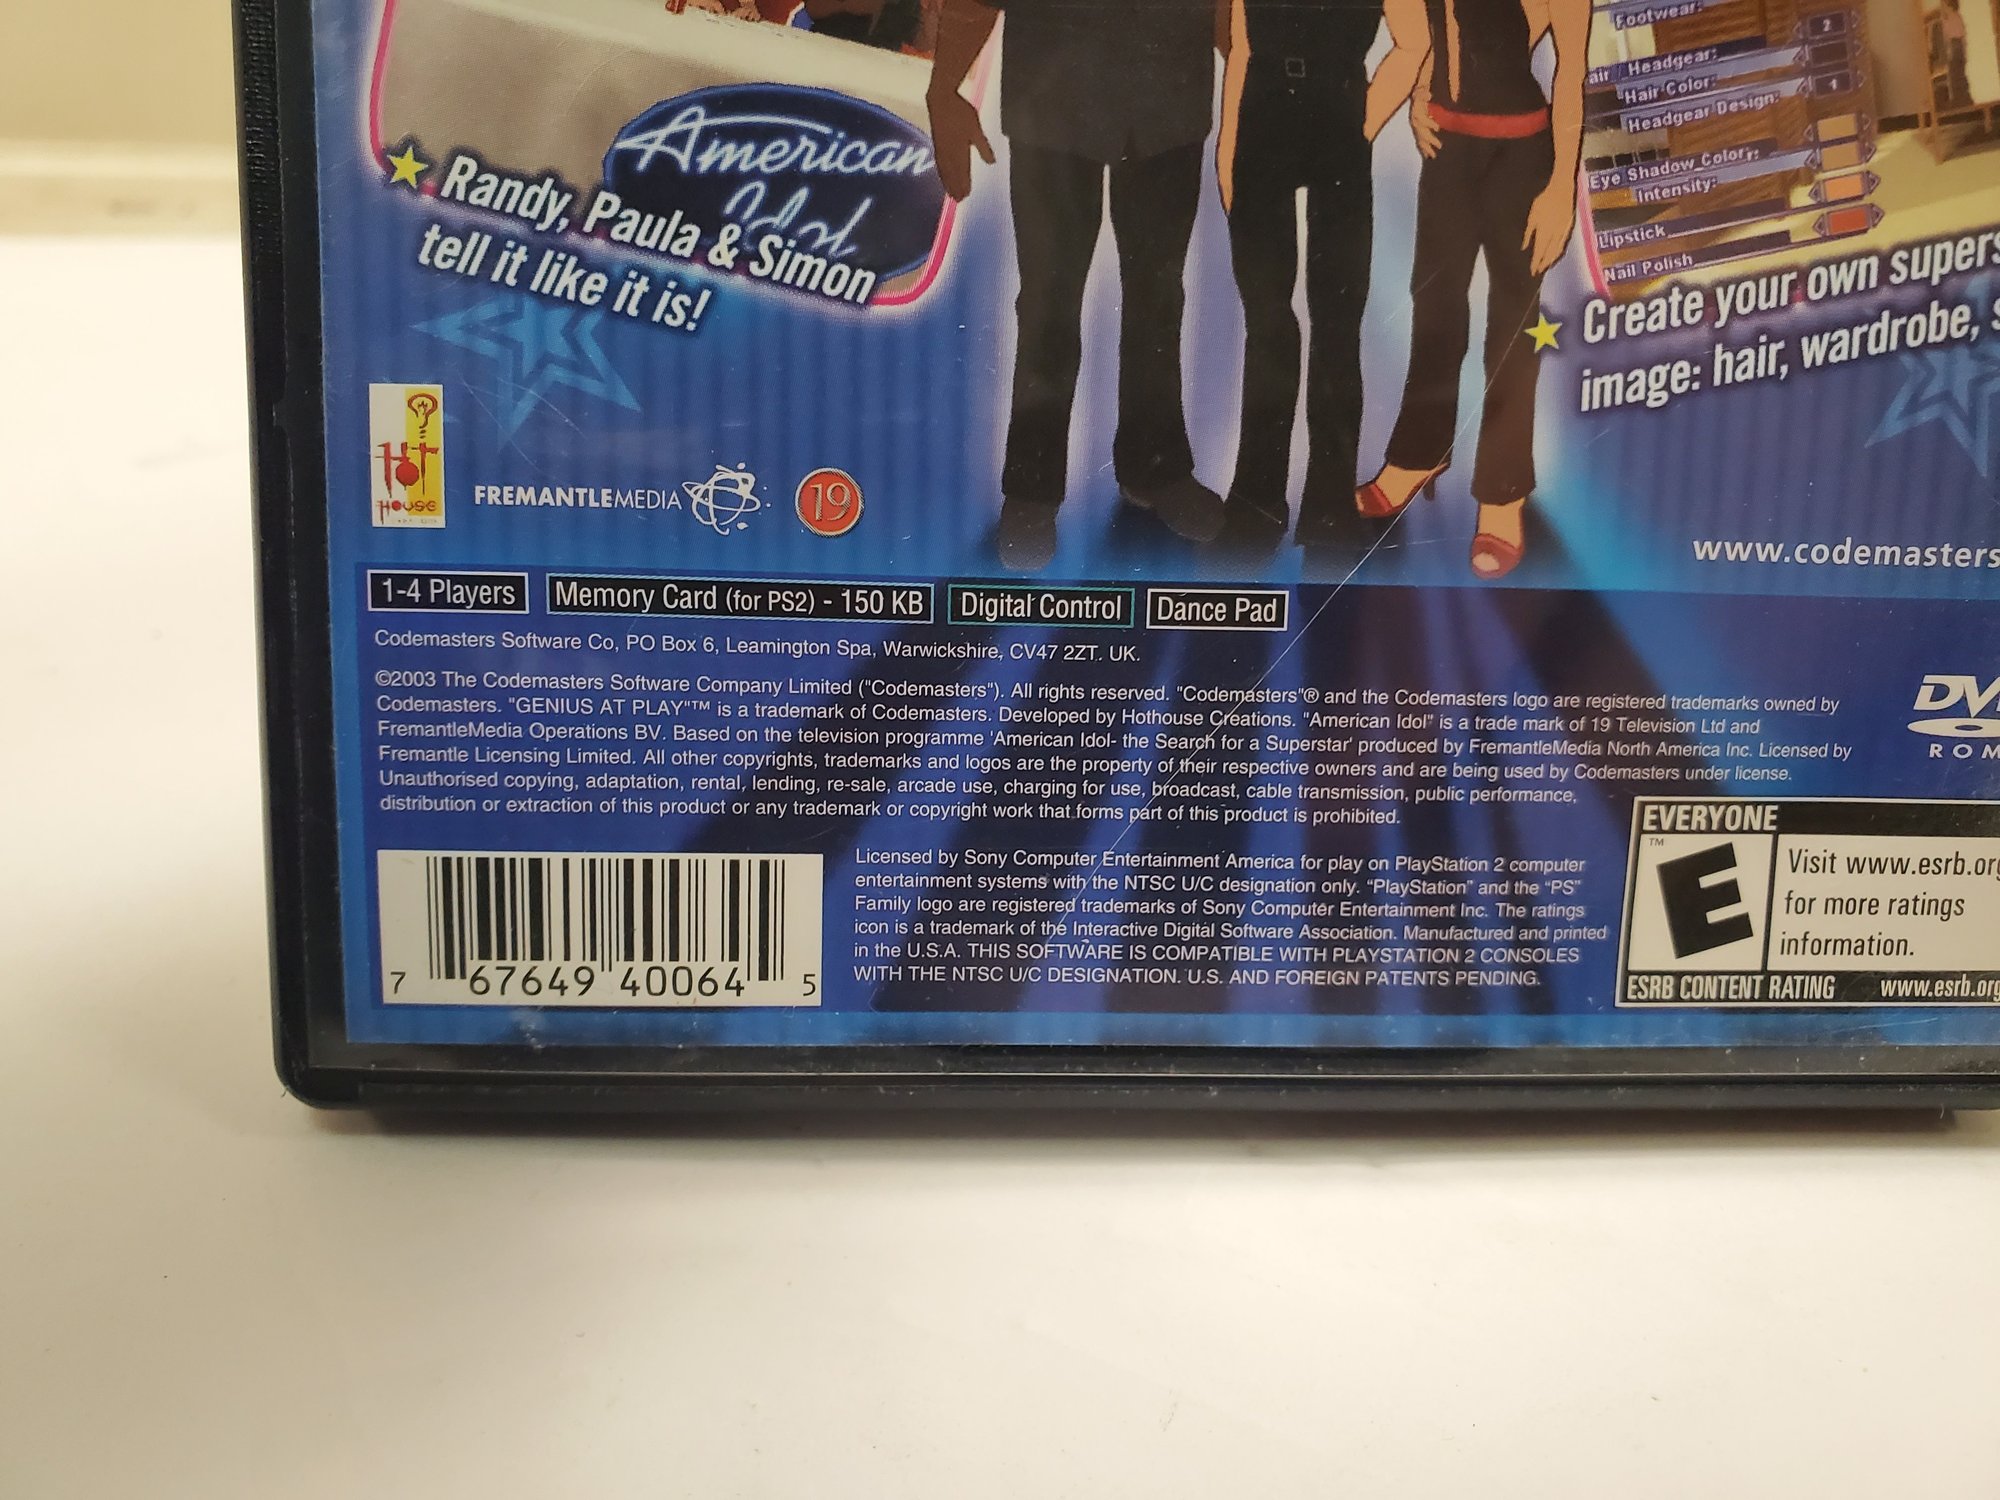 American
Idol
★ Randy, Paula & Simon
tell it like it is!
Footwear:
2
Headgear:
Hair Color:
1
Headgear Design:
Eye Shadow Color:
Intensity:
Lipstick
Nail Polish
★ Create your own
image: hair, wardrobe,
HOT
HOUSE
FREMANTLEMEDIA
19
www.codemasters
1-4 Players
Memory Card (for PS2) - 150 KB
Digital Control
Dance Pad
Codemasters Software Co, PO Box 6, Leamington Spa, Warwickshire, CV47 2ZT. UK.
©2003 The Codemasters Software Company Limited ("Codemasters"). All rights reserved. "Codemasters"® and the Codemasters logo are registered trademarks owned by
Codemasters. "GENIUS AT PLAY"™ is a trademark of Codemasters. Developed by Hothouse Creations. "American Idol" is a trade mark of 19 Television Ltd and
FremantleMedia Operations BV. Based on the television programme 'American Idol- the Search for a Superstar' produced by FremantleMedia North America Inc. Licensed by
Fremantle Licensing Limited. All other copyrights, trademarks and logos are the property of their respective owners and are being used by Codemasters under license.
Unauthorised copying, adaptation, rental, lending, re-sale, arcade use, charging for use, broadcast, cable transmission, public performance,
distribution or extraction of this product or any trademark or copyright work that forms part of this product is prohibited.
7 67649 40064 5
Licensed by Sony Computer Entertainment America for play on PlayStation 2 computer
entertainment systems with the NTSC U/C designation only. "PlayStation" and the "PS"
Family logo are registered trademarks of Sony Computer Entertainment Inc. The ratings
icon is a trademark of the Interactive Digital Software Association. Manufactured and printed
in the U.S.A. THIS SOFTWARE IS COMPATIBLE WITH PLAYSTATION 2 CONSOLES
WITH THE NTSC U/C DESIGNATION. U.S. AND FOREIGN PATENTS PENDING.
EVERYONE
TM
E
Visit www.esrb.org
for more ratings
information.
ESRB CONTENT RATING www.esrb.org